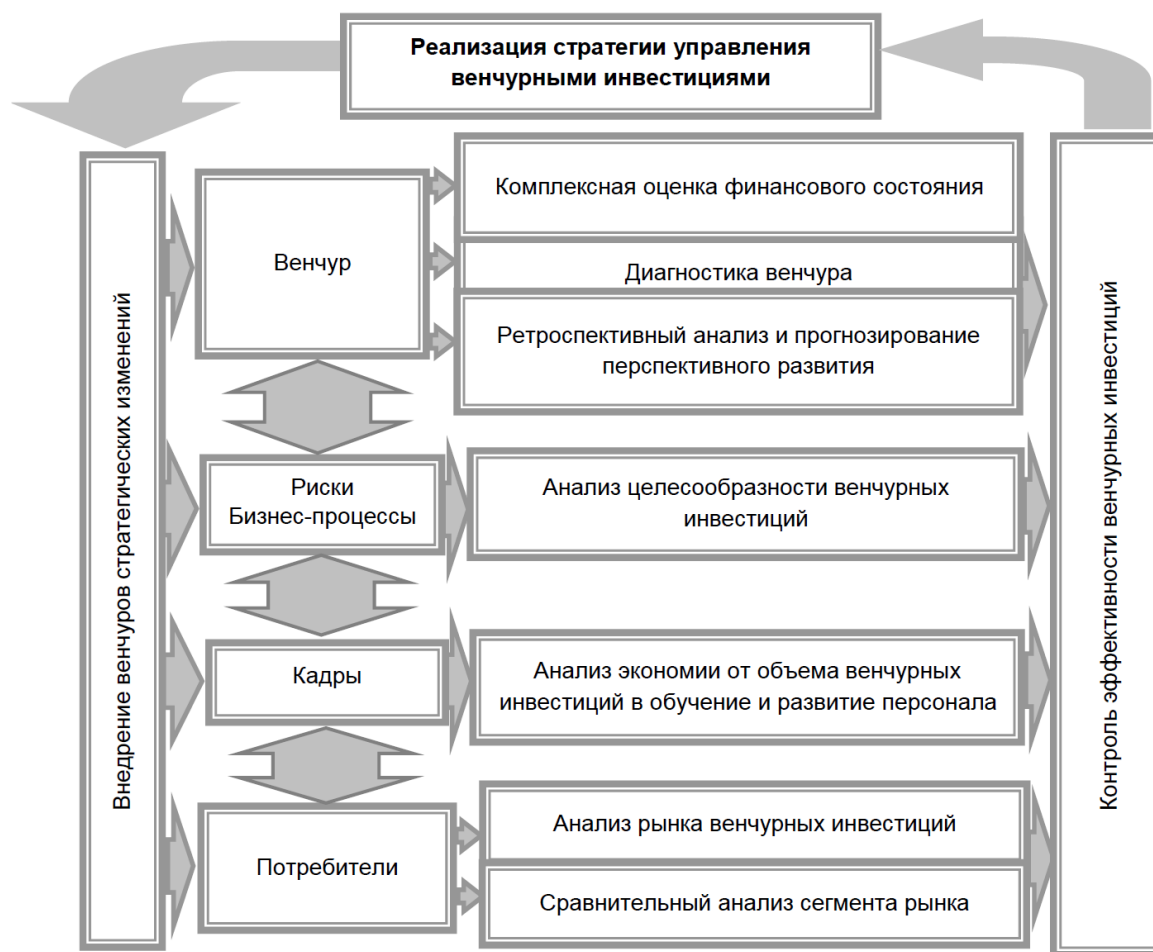 Реализация стратегии управления
венчурными инвестициями
Внедрение венчуров стратегических изменений
Венчур
Комплексная оценка финансового состояния
Диагностика венчура
Ретроспективный анализ и прогнозирование
перспективного развития
Риски
Бизнес-процессы
Анализ целесообразности венчурных
инвестиций
Кадры
Анализ экономии от объема венчурных
инвестиций в обучение и развитие персонала
Потребители
Анализ рынка венчурных инвестиций
Сравнительный анализ сегмента рынка
Контроль эффективности венчурных инвестиций